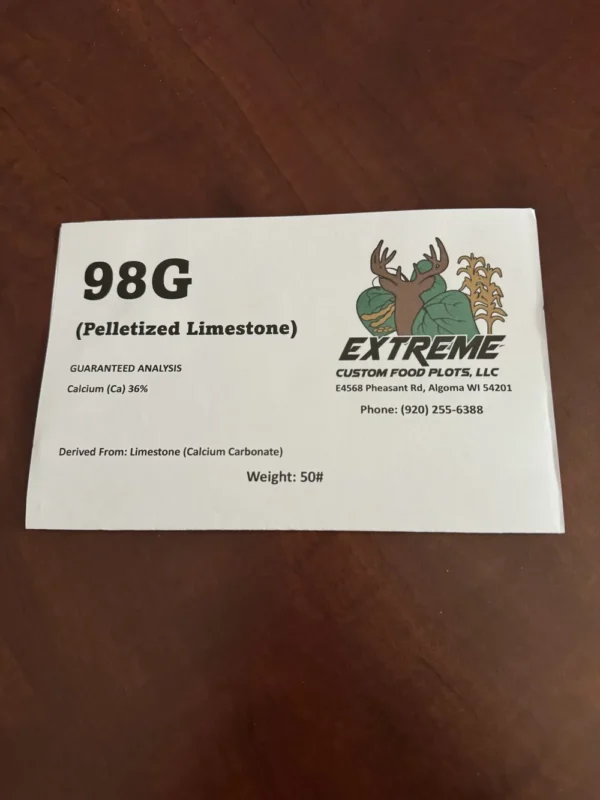 98G
(Pelletized Limestone)
GUARANTEED ANALYSIS
Calcium (Ca) 36%
Derived From: Limestone (Calcium Carbonate)
Weight: 50#
EXTREME
CUSTOM FOOD PLOTS, LLC
E4568 Pheasant Rd, Algoma WI 54201
Phone: (920) 255-6388